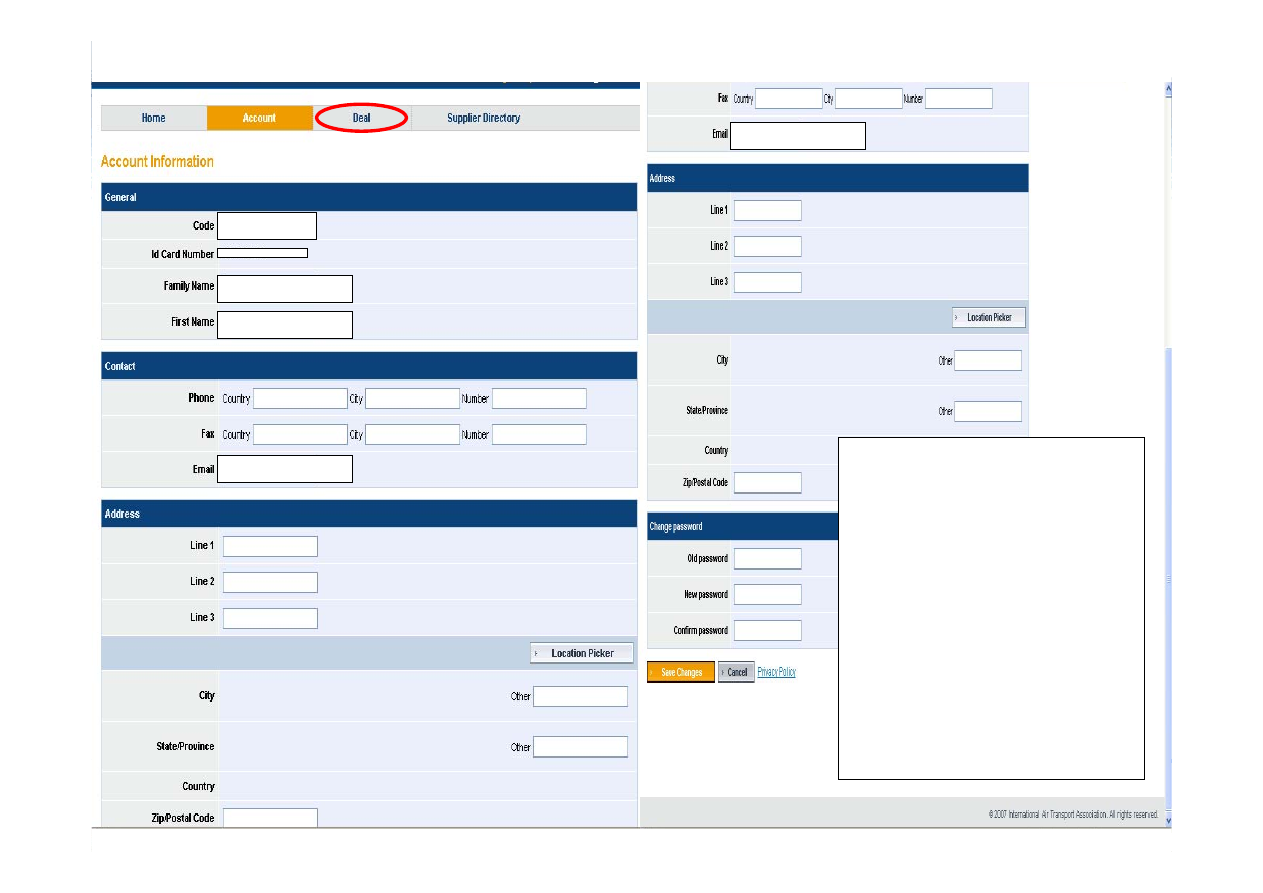 Home Account Deal Supplier Directory
Account Information
General
Code
Id Card Number
Family Name
First Name
Contact
Phone Country City Number
Fax Country City Number
Email
Address
Line 1
Line 2
Line 3
Location Picker
City Other
State/Province Other
Country
Zip/Postal Code
Fax Country City Number
Email
Address
Line 1
Line 2
Line 3
Location Picker
City Other
State/Province Other
Country
Zip/Postal Code
Change password
Old password
New password
Confirm password
Save Changes Cancel Privacy Policy
© 2007 International Air Transport Association. All rights reserved.